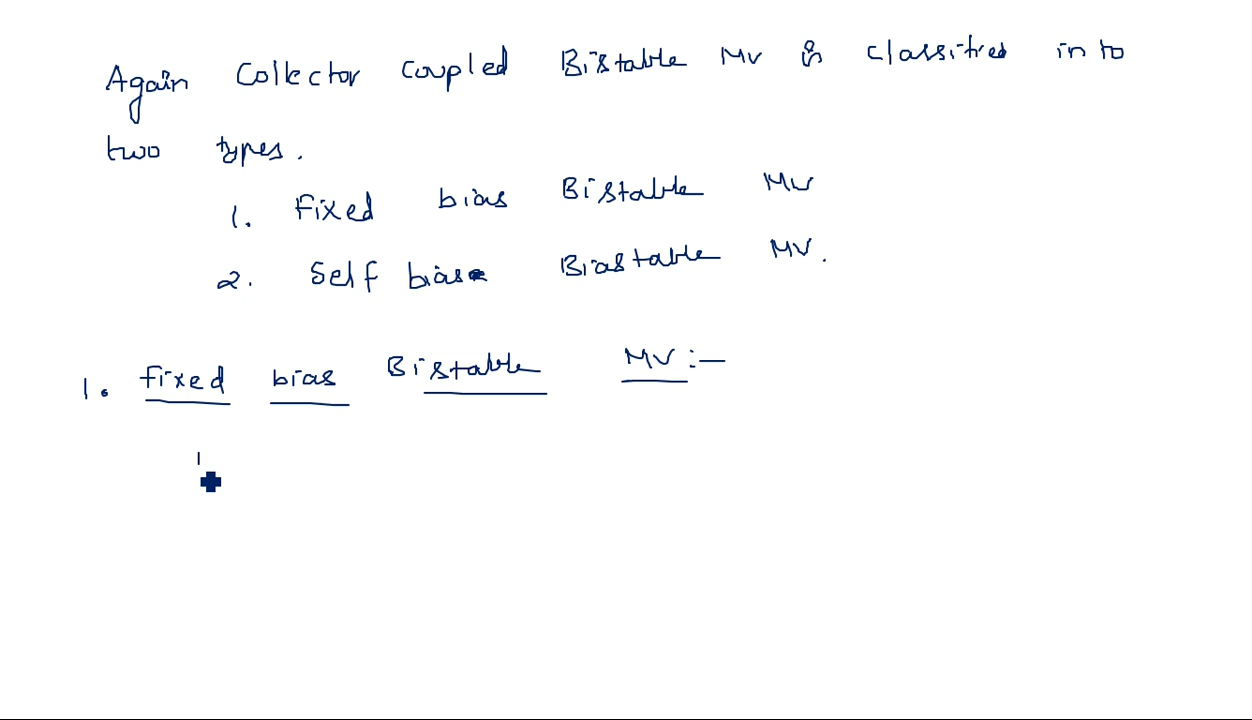 Again Collector Coupled Bistable MV is classified in to
two types.
1. Fixed bias Bistable MV
2. Self bias Biastable MV.
1. fixed bias Bistable MV :-